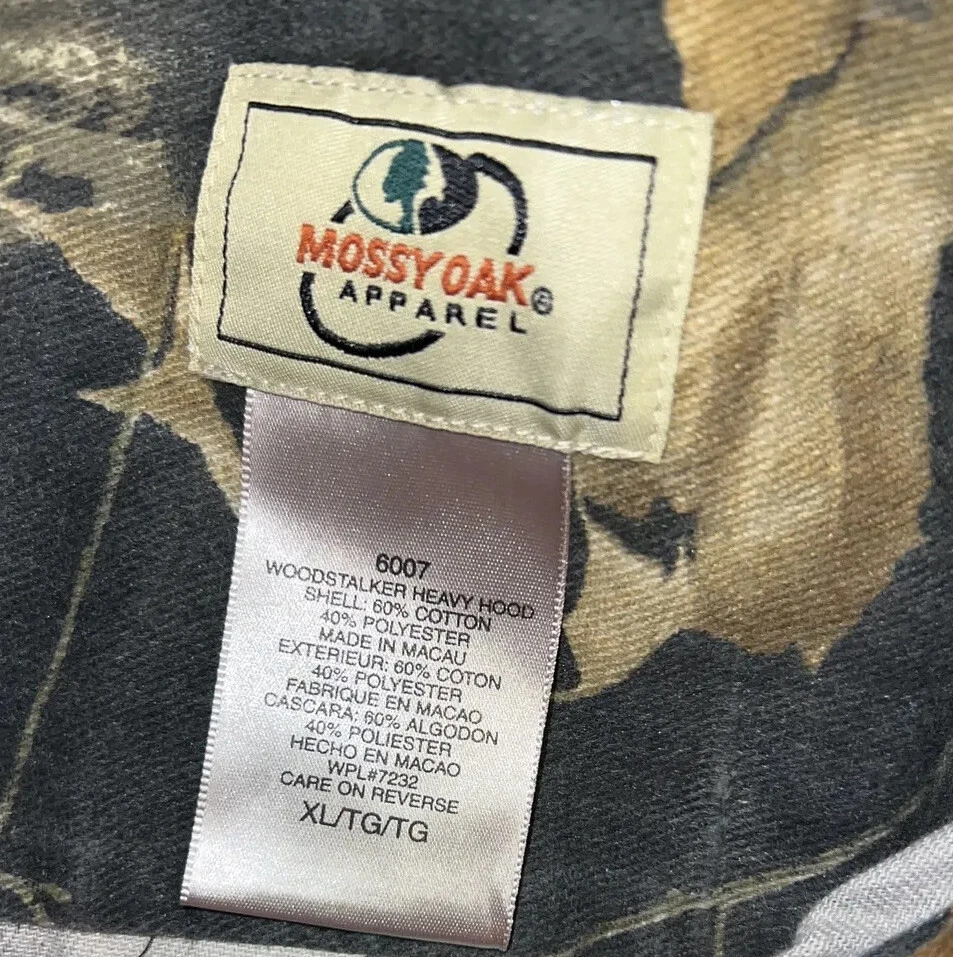 MOSSY OAK®
APPAREL
6007
WOODSTALKER HEAVY HOOD
SHELL: 60% COTTON
40% POLYESTER
MADE IN MACAU
EXTERIEUR: 60% COTON
40% POLYESTER
FABRIQUE EN MACAO
CASCARA: 60% ALGODON
40% POLIESTER
HECHO EN MACAO
WPL#7232
CARE ON REVERSE
XL/TG/TG